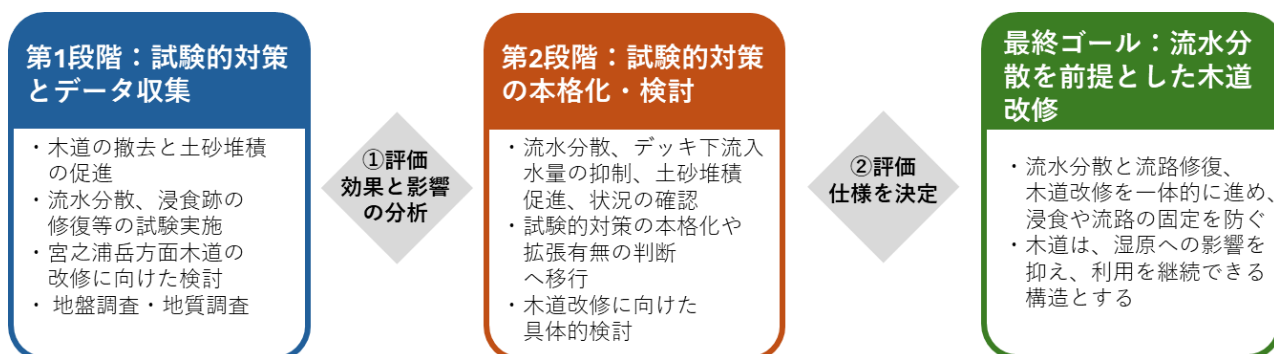 第1段階：試験的対策
とデータ収集
・木道の撤去と土砂堆積
の促進
・流水分散、浸食跡の
修復等の試験実施
・宮之浦岳方面木道の
改修に向けた検討
・ 地盤調査・地質調査
①評価
効果と影響
の分析
第2段階：試験的対策
の本格化・検討
・流水分散、デッキ下流入
水量の抑制、土砂堆積
促進、状況の確認
・試験的対策の本格化や
拡張有無の判断
へ移行
・木道改修に向けた
具体的検討
②評価
仕様を決定
最終ゴール：流水分
散を前提とした木道
改修
・流水分散と流路修復、
木道改修を一体的に進め、
浸食や流路の固定を防ぐ
・木道は、湿原への影響を
抑え、利用を継続できる
構造とする